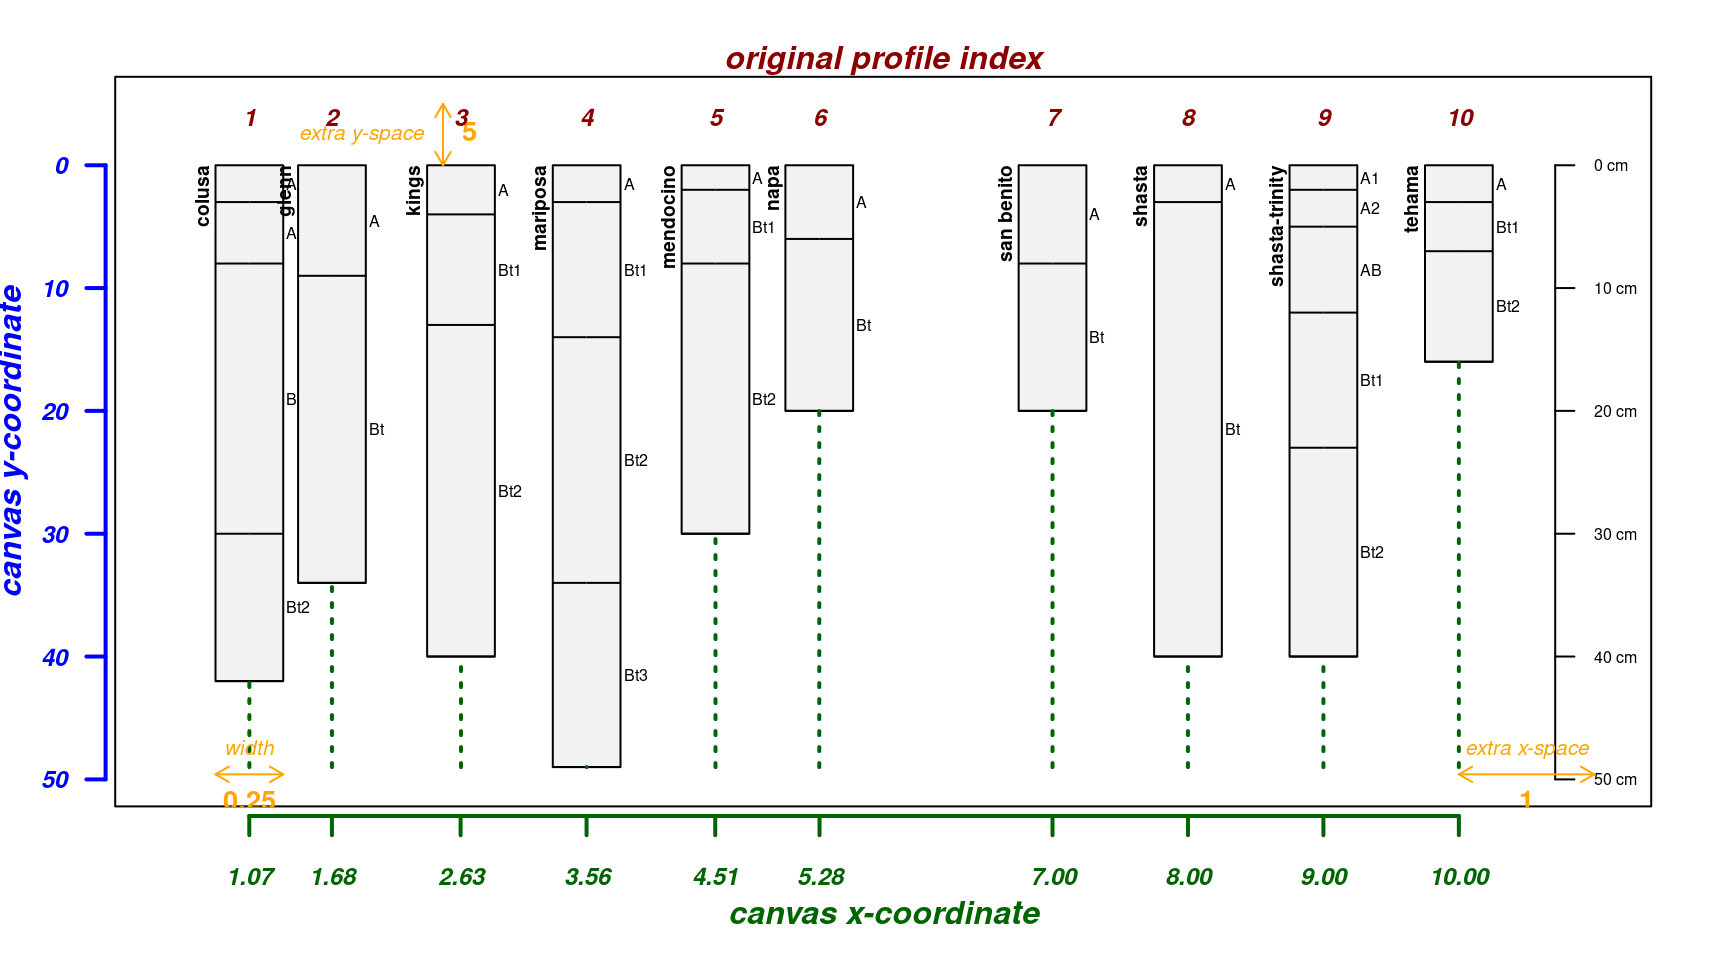 original profile index
1 2 3 4 5 6 7 8 9 10
extra y-space 5
canvas y-coordinate
0
10
20
30
40
50
colusa
A
A
B
Bt2
glenn
A
Bt
kings
A
Bt1
Bt2
mariposa
A
Bt1
Bt2
Bt3
mendocino
A
Bt1
Bt2
napa
A
Bt
san benito
A
Bt
shasta
A
Bt
shasta-trinity
A1
A2
AB
Bt1
Bt2
tehama
A
Bt1
Bt2
0 cm
10 cm
20 cm
30 cm
40 cm
50 cm
width
0.25
extra x-space
1
1.07 1.68 2.63 3.56 4.51 5.28 7.00 8.00 9.00 10.00
canvas x-coordinate